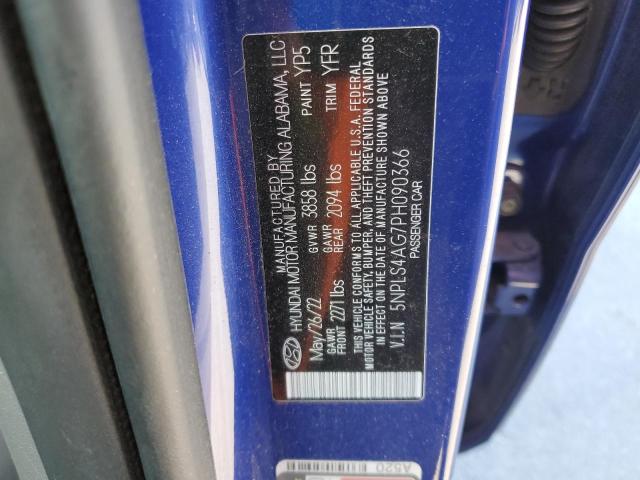 MANUFACTURED BY
HYUNDAI MOTOR MANUFACTURING ALABAMA, LLC
May/26/22 GVWR 3858 lbs PAINT YP5
GAWR FRONT 2271 lbs GAWR REAR 2094 lbs TRIM YFR
THIS VEHICLE CONFORMS TO ALL APPLICABLE U.S.A. FEDERAL
MOTOR VEHICLE SAFETY, BUMPER, AND THEFT PREVENTION STANDARDS
IN EFFECT ON THE DATE OF MANUFACTURE SHOWN ABOVE
V.I.N 5NPLS4AG7PH090366
PASSENGER CAR
A520